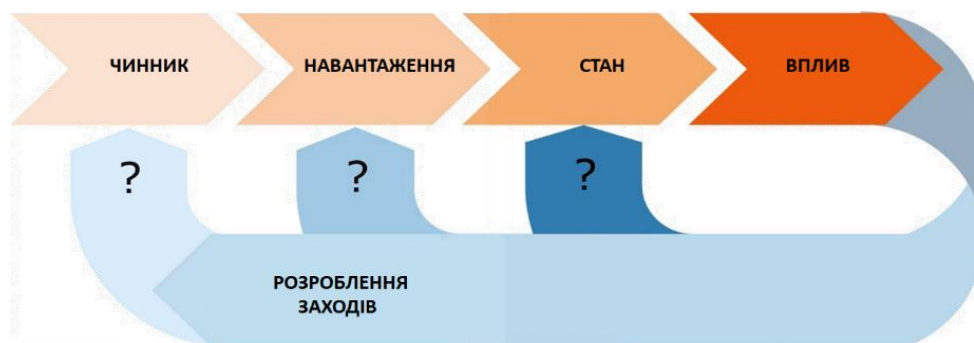 ЧИННИК
НАВАНТАЖЕННЯ
СТАН
ВПЛИВ
?
?
?
РОЗРОБЛЕННЯ
ЗАХОДІВ